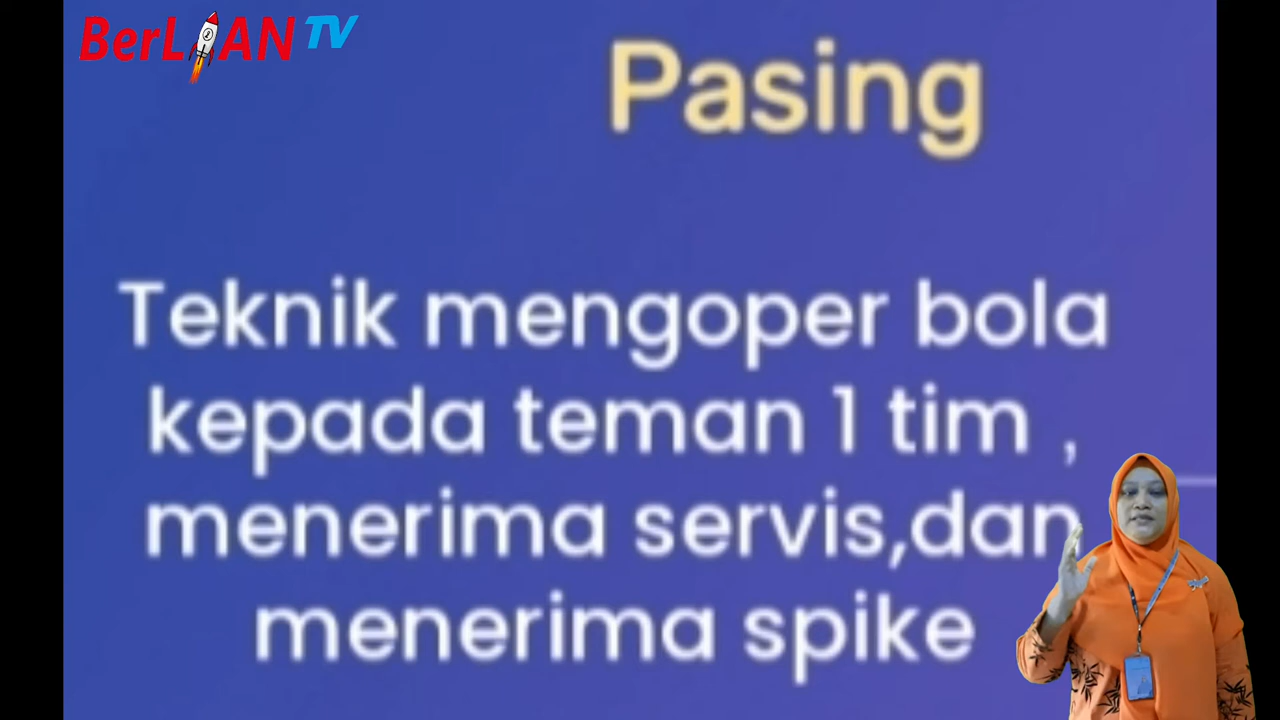 BerLIAN TV
Pasing
Teknik mengoper bola
kepada teman 1 tim ,
menerima servis,dan
menerima spike